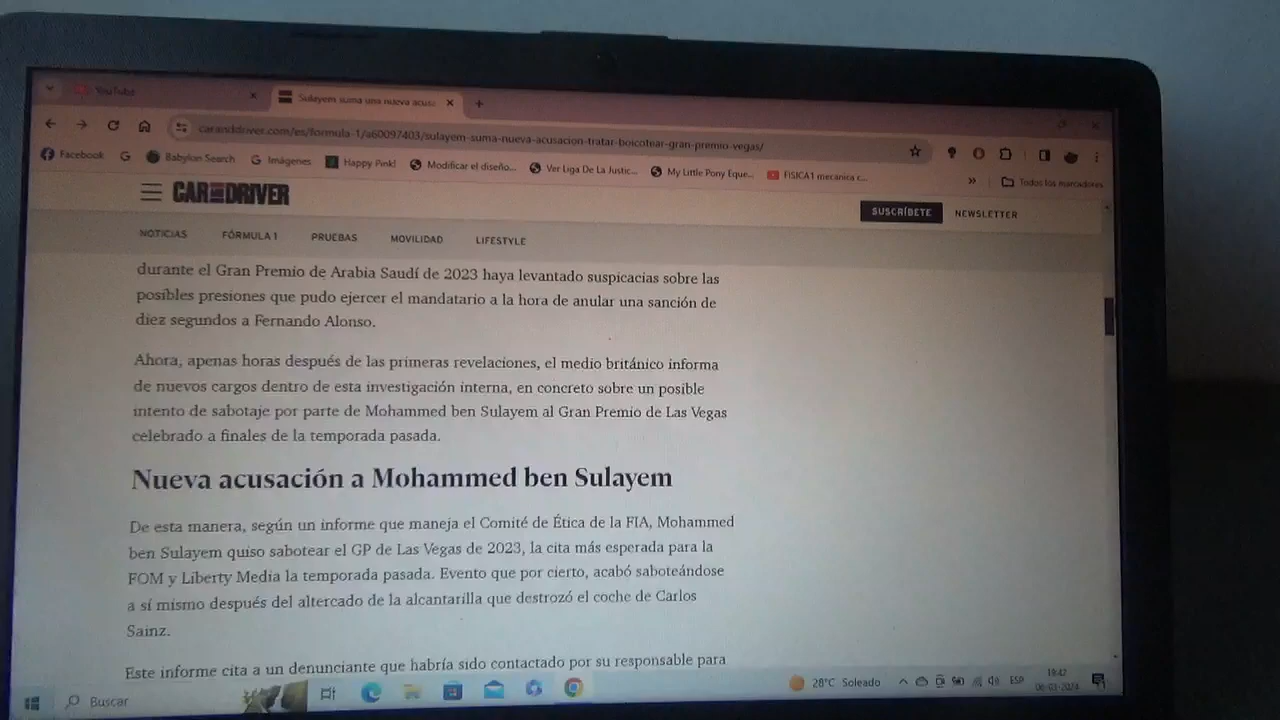 YouTube
Sulayem suma una nueva acusa
caranddriver.com/es/formula-1/a60097403/sulayem-suma-nueva-acusacion-tratar-boicotear-gran-premio-vegas/
Facebook
Babylon Search
Imágenes
Happy Pink!
Modificar el diseño...
Ver Liga De La Justic...
My Little Pony Eque...
FISICA1 mecánica c...
Todos los marcadores
CAR AND DRIVER
SUSCRÍBETE
NEWSLETTER
NOTICIAS
FÓRMULA 1
PRUEBAS
MOVILIDAD
LIFESTYLE
durante el Gran Premio de Arabia Saudí de 2023 haya levantado suspicacias sobre las
posibles presiones que pudo ejercer el mandatario a la hora de anular una sanción de
diez segundos a Fernando Alonso.
Ahora, apenas horas después de las primeras revelaciones, el medio británico informa
de nuevos cargos dentro de esta investigación interna, en concreto sobre un posible
intento de sabotaje por parte de Mohammed ben Sulayem al Gran Premio de Las Vegas
celebrado a finales de la temporada pasada.
Nueva acusación a Mohammed ben Sulayem
De esta manera, según un informe que maneja el Comité de Ética de la FIA, Mohammed
ben Sulayem quiso sabotear el GP de Las Vegas de 2023, la cita más esperada para la
FOM y Liberty Media la temporada pasada. Evento que por cierto, acabó saboteándose
a sí mismo después del altercado de la alcantarilla que destrozó el coche de Carlos
Sainz.
Este informe cita a un denunciante que habría sido contactado por su responsable para
Buscar
28°C Soleado
ESP
19:47